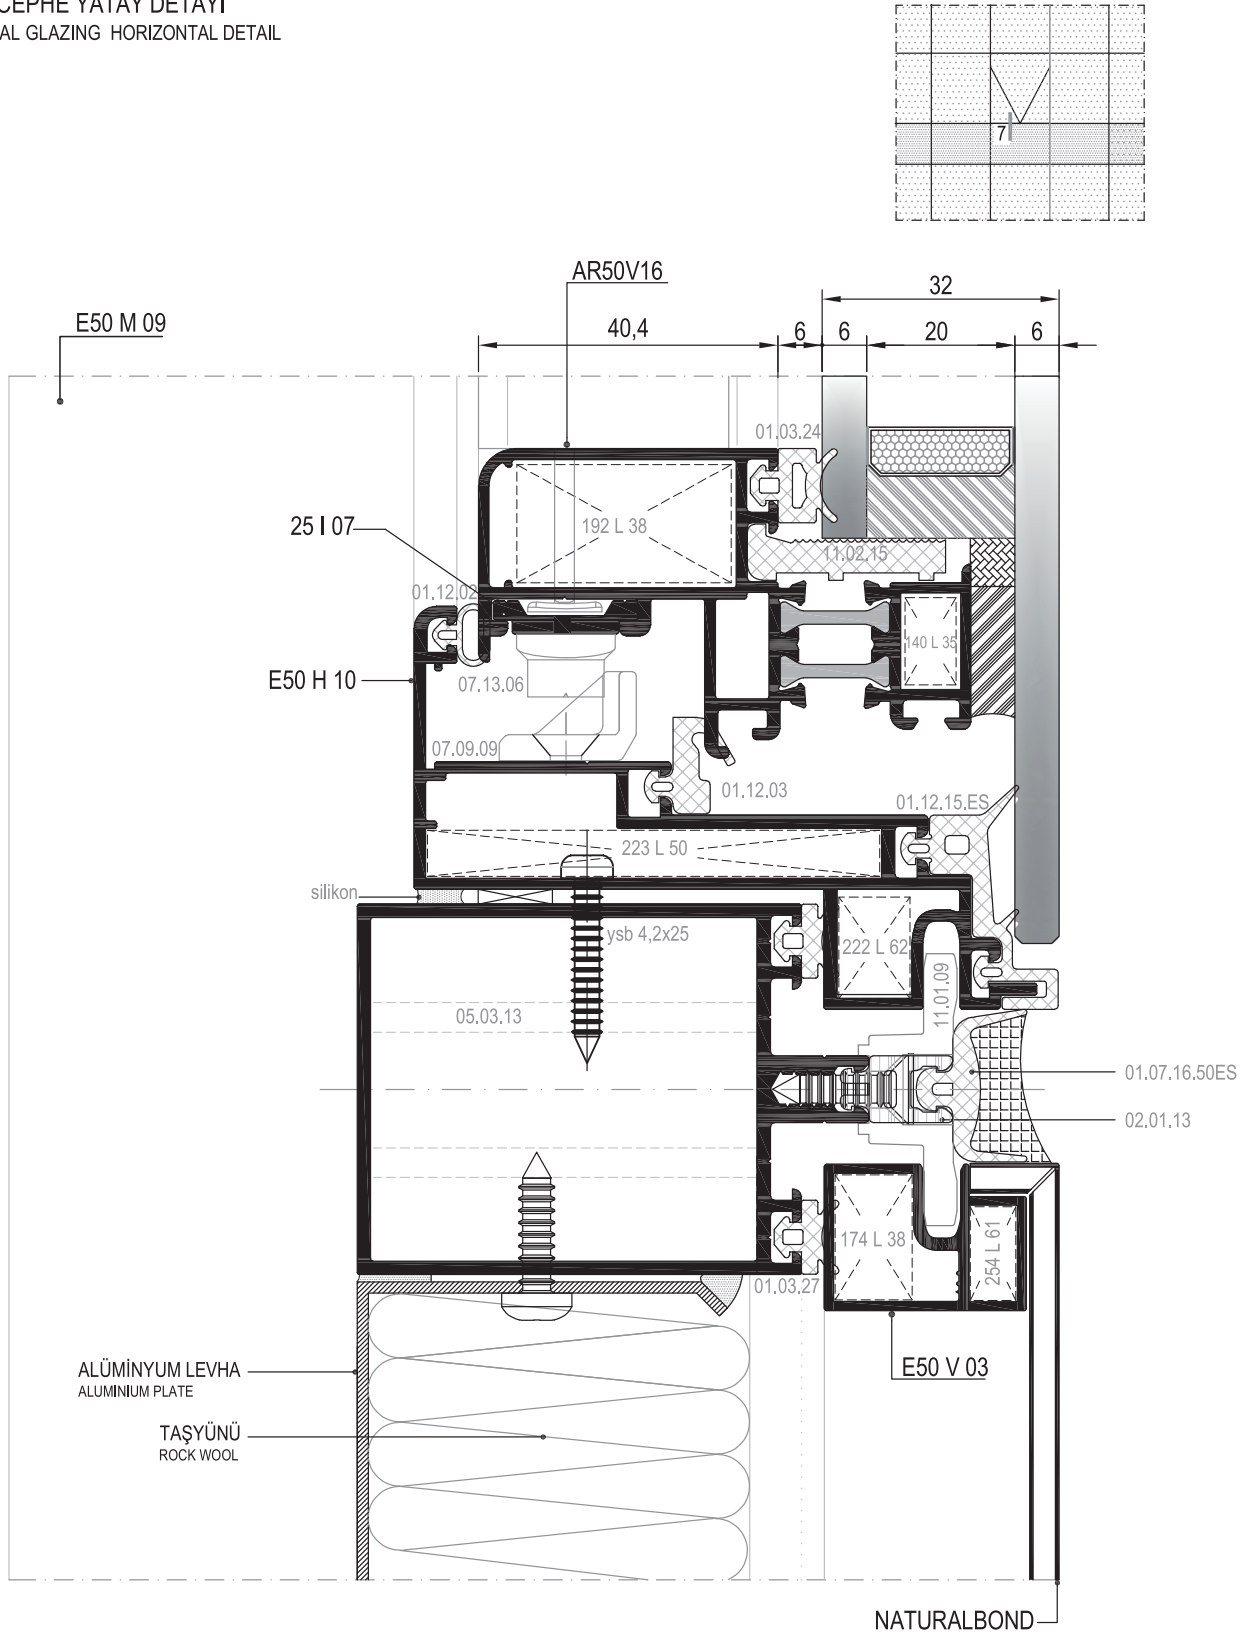 CEPHE YATAY DETAYI
AL GLAZING HORIZONTAL DETAIL
7
AR50V16
32
E50 M 09
40,4
6
6
20
6
01.03.24
192 L 38
25 I 07
11.02.15
01.12.02
140 L 35
E50 H 10
07.13.06
07.09.09
01.12.03
01.12.15.ES
223 L 50
silikon
ysb 4,2x25
222 L 62
11.01.09
05.03.13
01.07.16.50ES
02.01.13
174 L 38
254 L 61
01.03.27
E50 V 03
ALÜMİNYUM LEVHA
ALUMINIUM PLATE
TAŞYÜNÜ
ROCK WOOL
NATURALBOND